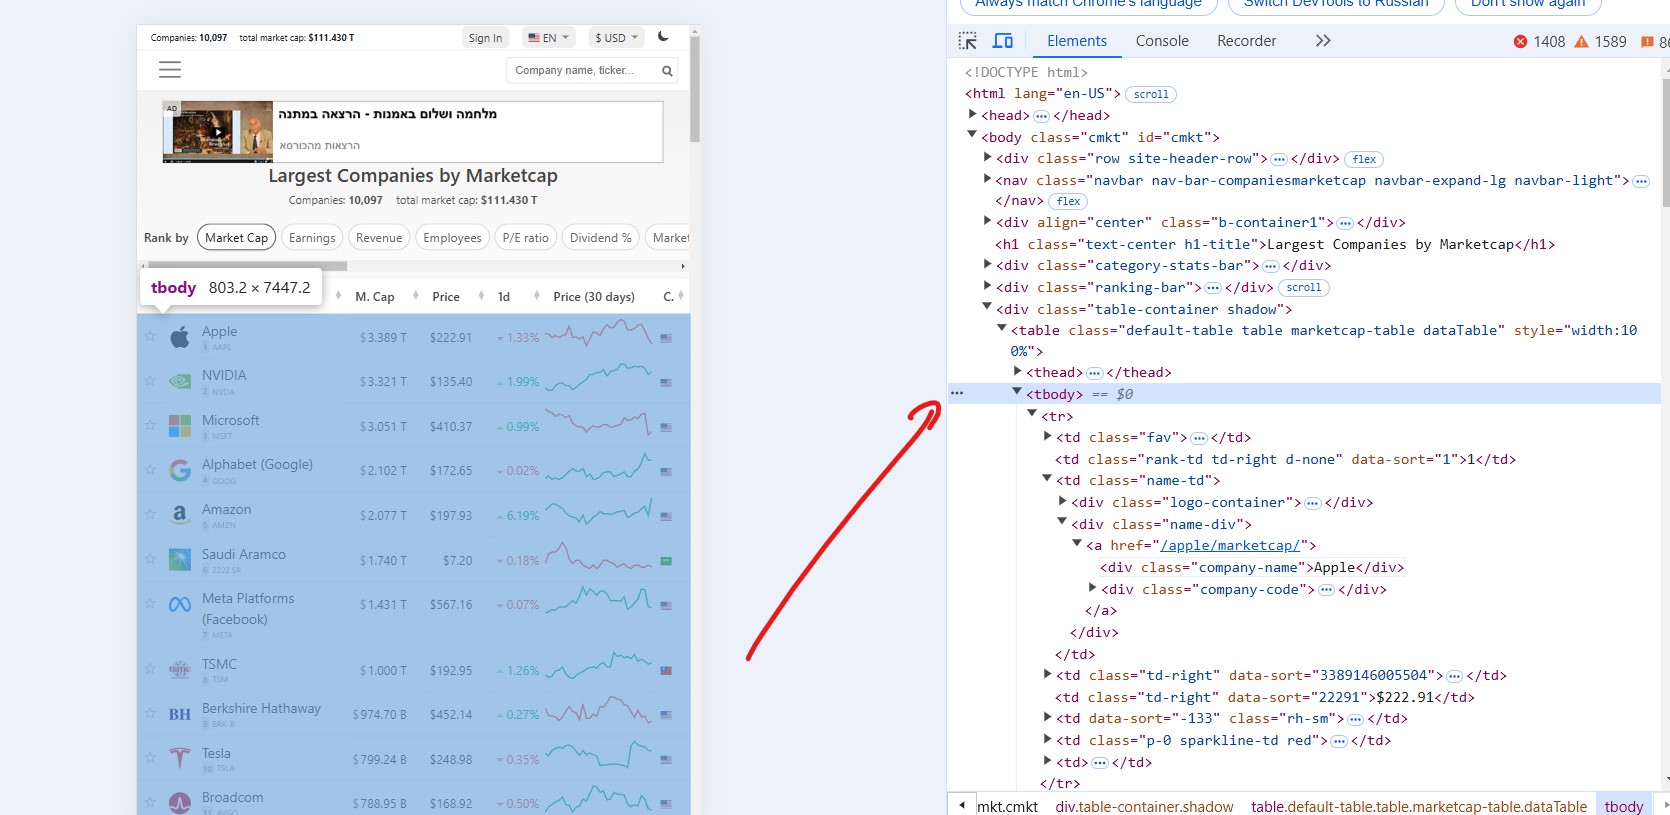 Always match Chrome's language
Switch DevTools to Russian
Don't show again
Companies: 10,097 total market cap: $111.430 T
Sign In
EN
$ USD
Company name, ticker...
AD
מלחמה ושלום באמנות - הרצאה במתנה
הרצאות מהכורסא
Largest Companies by Marketcap
Companies: 10,097 total market cap: $111.430 T
Rank by Market Cap Earnings Revenue Employees P/E ratio Dividend % Market
tbody 803.2 × 7447.2
M. Cap Price 1d Price (30 days) C.
Apple
1 AAPL
$3.389 T $222.91 1.33%
NVIDIA
2 NVDA
$3.321 T $135.40 1.99%
Microsoft
3 MSFT
$3.051 T $410.37 0.99%
Alphabet (Google)
4 GOOG
$2.102 T $172.65 0.02%
Amazon
5 AMZN
$2.077 T $197.93 6.19%
Saudi Aramco
6 2222.SR
$1.740 T $7.20 0.18%
Meta Platforms
(Facebook)
7 META
$1.431 T $567.16 0.07%
TSMC
8 TSM
$1.000 T $192.95 1.26%
BH
Berkshire Hathaway
9 BRK-B
$974.70 B $452.14 0.27%
Tesla
10 TSLA
$799.24 B $248.98 0.35%
Broadcom
11 AVGO
$788.95 B $168.92 0.50%
Elements Console Recorder
1408 1589 86
<!DOCTYPE html>
<html lang="en-US"> scroll
<head> ··· </head>
<body class="cmkt" id="cmkt">
<div class="row site-header-row"> ··· </div> flex
<nav class="navbar nav-bar-companiesmarketcap navbar-expand-lg navbar-light"> ···
</nav> flex
<div align="center" class="b-container1"> ··· </div>
<h1 class="text-center h1-title">Largest Companies by Marketcap</h1>
<div class="category-stats-bar"> ··· </div>
<div class="ranking-bar"> ··· </div> scroll
<div class="table-container shadow">
<table class="default-table table marketcap-table dataTable" style="width:10
0%">
<thead> ··· </thead>
··· <tbody> == $0
<tr>
<td class="fav"> ··· </td>
<td class="rank-td td-right d-none" data-sort="1">1</td>
<td class="name-td">
<div class="logo-container"> ··· </div>
<div class="name-div">
<a href="/apple/marketcap/">
<div class="company-name">Apple</div>
<div class="company-code"> ··· </div>
</a>
</div>
</td>
<td class="td-right" data-sort="3389146005504"> ··· </td>
<td class="td-right" data-sort="22291">$222.91</td>
<td data-sort="-133" class="rh-sm"> ··· </td>
<td class="p-0 sparkline-td red"> ··· </td>
<td> ··· </td>
</tr>
mkt.cmkt div.table-container.shadow table.default-table.table.marketcap-table.dataTable tbody